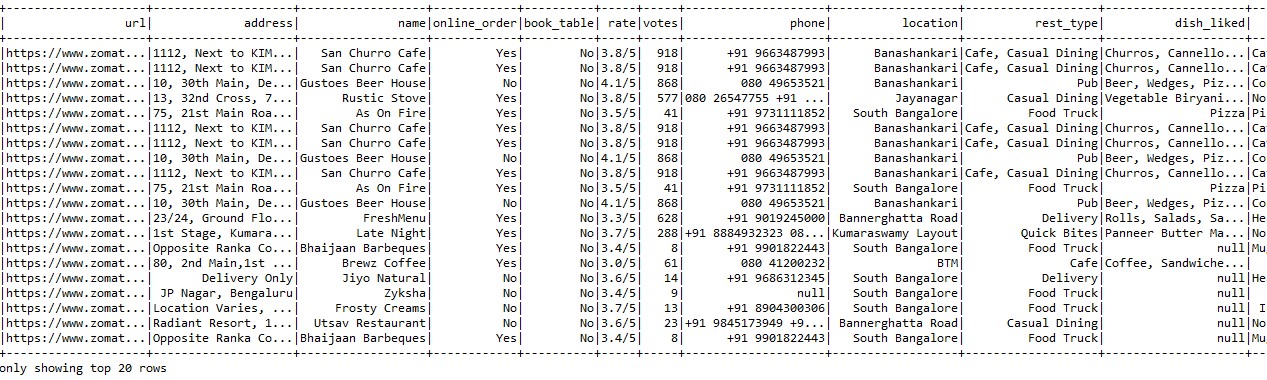 +--------------------+--------------------+------------------+------------+----------+-----+-----+--------------------+------------------+-------------------+--------------------+--
|                 url|             address|              name|online_order|book_table| rate|votes|               phone|          location|          rest_type|          dish_liked|
+--------------------+--------------------+------------------+------------+----------+-----+-----+--------------------+------------------+-------------------+--------------------+--
|https://www.zomat...|1112, Next to KIM...|   San Churro Cafe|         Yes|        No|3.8/5|  918|      +91 9663487993|      Banashankari|Cafe, Casual Dining|Churros, Cannello...|Ca
|https://www.zomat...|1112, Next to KIM...|   San Churro Cafe|         Yes|        No|3.8/5|  918|      +91 9663487993|      Banashankari|Cafe, Casual Dining|Churros, Cannello...|Ca
|https://www.zomat...|10, 30th Main, De...|Gustoes Beer House|          No|        No|4.1/5|  868|        080 49653521|      Banashankari|                Pub|Beer, Wedges, Piz...|Co
|https://www.zomat...|13, 32nd Cross, 7...|      Rustic Stove|         Yes|        No|3.8/5|  577|080 26547755 +91 ...|         Jayanagar|      Casual Dining|Vegetable Biryani...|No
|https://www.zomat...|75, 21st Main Roa...|        As On Fire|         Yes|        No|3.5/5|   41|      +91 9731111852|   South Bangalore|         Food Truck|               Pizza|Pi
|https://www.zomat...|1112, Next to KIM...|   San Churro Cafe|         Yes|        No|3.8/5|  918|      +91 9663487993|      Banashankari|Cafe, Casual Dining|Churros, Cannello...|Ca
|https://www.zomat...|1112, Next to KIM...|   San Churro Cafe|         Yes|        No|3.8/5|  918|      +91 9663487993|      Banashankari|Cafe, Casual Dining|Churros, Cannello...|Ca
|https://www.zomat...|10, 30th Main, De...|Gustoes Beer House|          No|        No|4.1/5|  868|        080 49653521|      Banashankari|                Pub|Beer, Wedges, Piz...|Co
|https://www.zomat...|1112, Next to KIM...|   San Churro Cafe|         Yes|        No|3.8/5|  918|      +91 9663487993|      Banashankari|Cafe, Casual Dining|Churros, Cannello...|Ca
|https://www.zomat...|75, 21st Main Roa...|        As On Fire|         Yes|        No|3.5/5|   41|      +91 9731111852|   South Bangalore|         Food Truck|               Pizza|Pi
|https://www.zomat...|10, 30th Main, De...|Gustoes Beer House|          No|        No|4.1/5|  868|        080 49653521|      Banashankari|                Pub|Beer, Wedges, Piz...|Co
|https://www.zomat...|23/24, Ground Flo...|         FreshMenu|         Yes|        No|3.3/5|  628|      +91 9019245000| Bannerghatta Road|           Delivery|Rolls, Salads, Sa...|He
|https://www.zomat...|1st Stage, Kumara...|        Late Night|         Yes|        No|3.7/5|  288|+91 8884932323 08...|Kumaraswamy Layout|        Quick Bites|Panneer Butter Ma...|No
|https://www.zomat...|Opposite Ranka Co...|Bhaijaan Barbeques|         Yes|        No|3.4/5|    8|      +91 9901822443|   South Bangalore|         Food Truck|                null|Mu
|https://www.zomat...|80, 2nd Main,1st ...|      Brewz Coffee|         Yes|        No|3.0/5|   61|        080 41200232|               BTM|               Cafe|Coffee, Sandwiche...|
|https://www.zomat...|       Delivery Only|      Jiyo Natural|          No|        No|3.6/5|   14|      +91 9686312345|   South Bangalore|           Delivery|                null|He
|https://www.zomat...| JP Nagar, Bengaluru|            Zyksha|          No|        No|3.4/5|    9|                null|   South Bangalore|         Food Truck|                null|
|https://www.zomat...|Location Varies, ...|     Frosty Creams|          No|        No|3.7/5|   13|      +91 8904300306|   South Bangalore|         Food Truck|                null| I
|https://www.zomat...|Radiant Resort, 1...|  Utsav Restaurant|          No|        No|3.6/5|   23|+91 9845173949 +9...| Bannerghatta Road|      Casual Dining|                null|No
|https://www.zomat...|Opposite Ranka Co...|Bhaijaan Barbeques|         Yes|        No|3.4/5|    8|      +91 9901822443|   South Bangalore|         Food Truck|                null|Mu
+--------------------+--------------------+------------------+------------+----------+-----+-----+--------------------+------------------+-------------------+--------------------+--
only showing top 20 rows